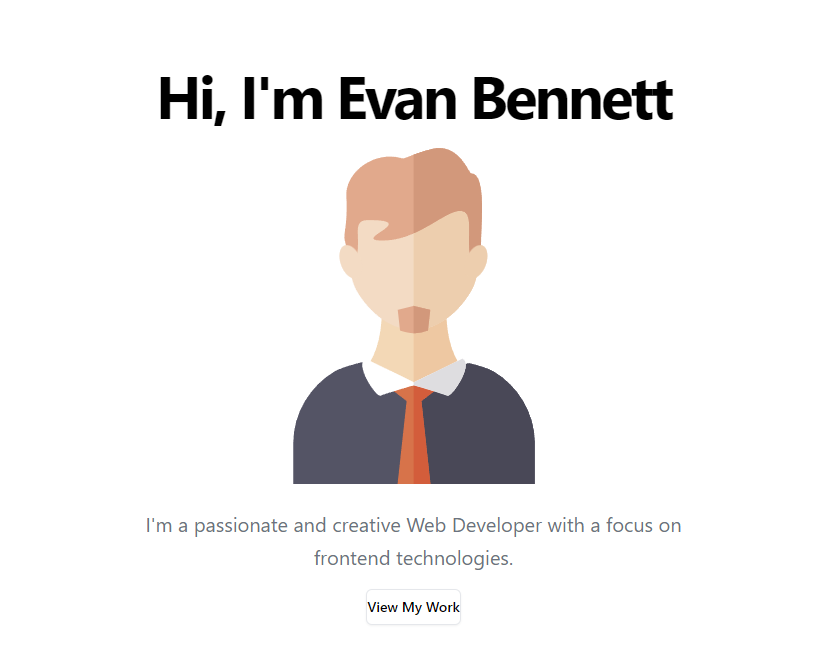 Hi, I'm Evan Bennett
I'm a passionate and creative Web Developer with a focus on
frontend technologies.
View My Work